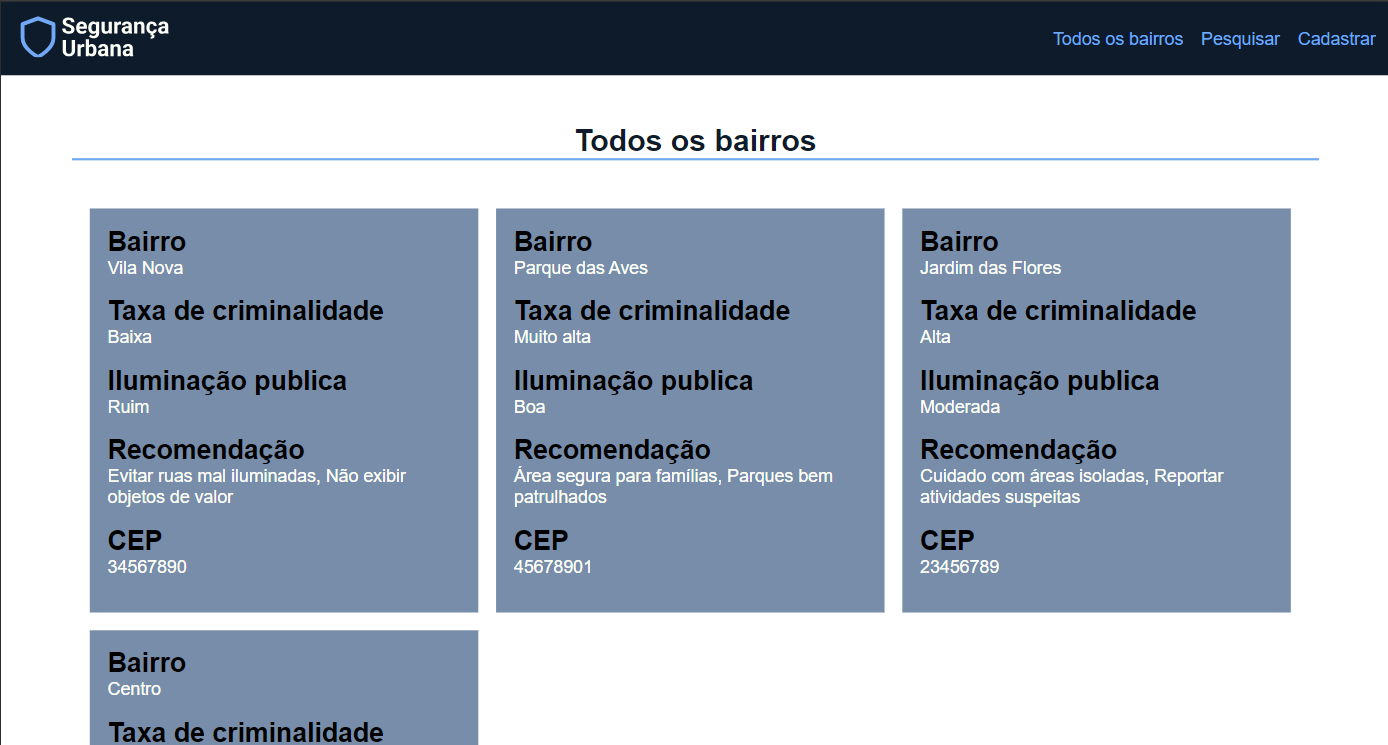 Segurança
Urbana
Todos os bairros
Pesquisar
Cadastrar
Todos os bairros
Bairro
Vila Nova
Taxa de criminalidade
Baixa
Iluminação publica
Ruim
Recomendação
Evitar ruas mal iluminadas, Não exibir
objetos de valor
CEP
34567890
Bairro
Parque das Aves
Taxa de criminalidade
Muito alta
Iluminação publica
Boa
Recomendação
Área segura para famílias, Parques bem
patrulhados
CEP
45678901
Bairro
Jardim das Flores
Taxa de criminalidade
Alta
Iluminação publica
Moderada
Recomendação
Cuidado com áreas isoladas, Reportar
atividades suspeitas
CEP
23456789
Bairro
Centro
Taxa de criminalidade